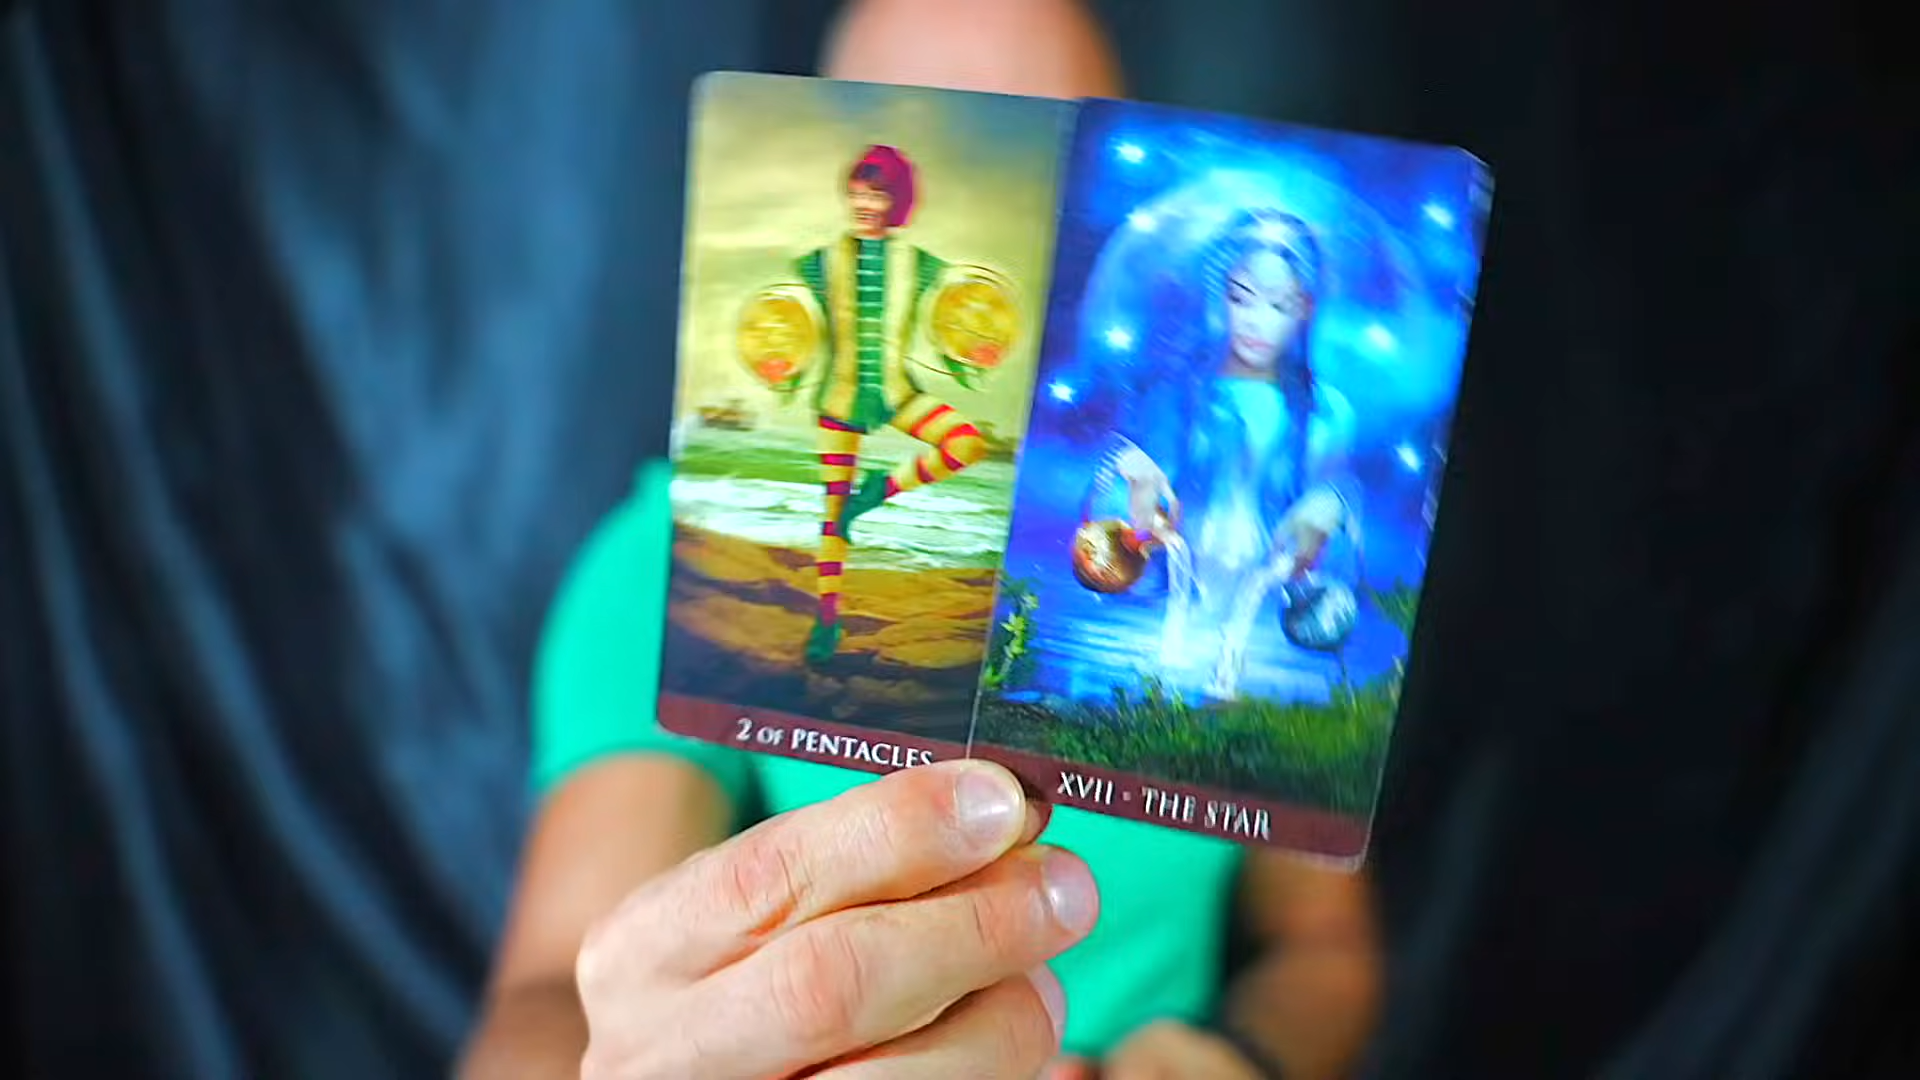 2 OF PENTACLES
XVII • THE STAR